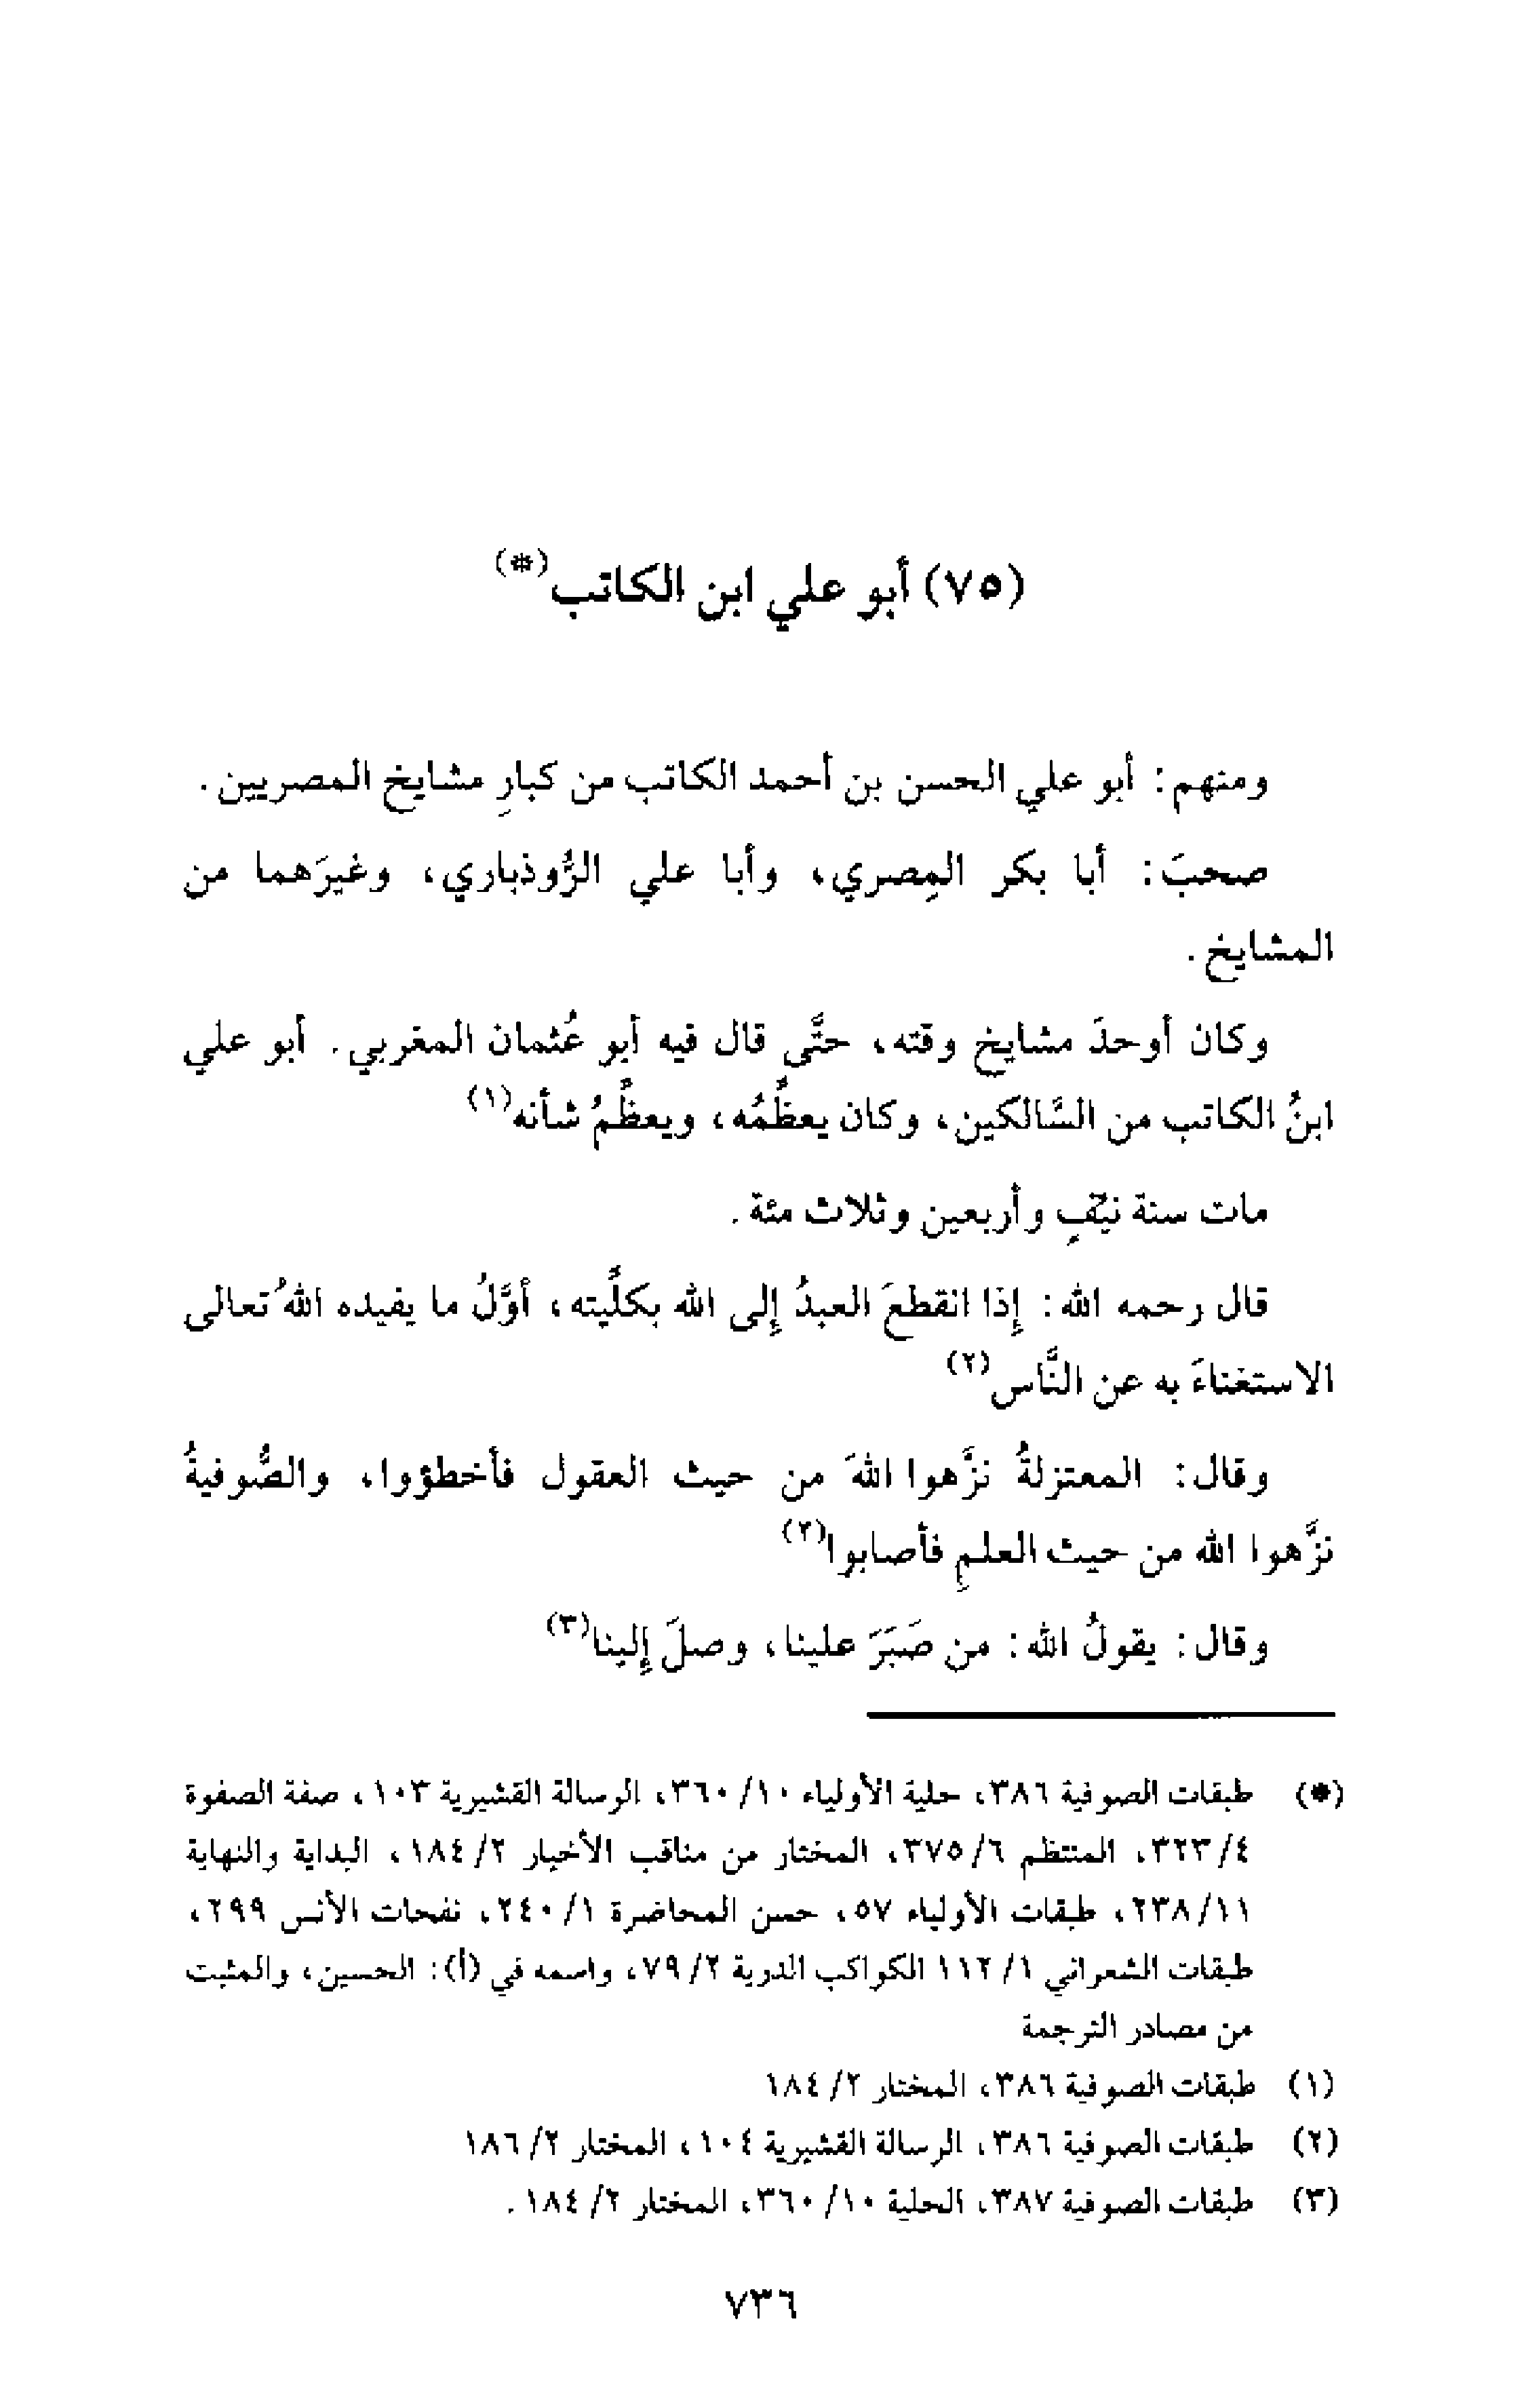 (٧٥) أبو علي ابن الكاتب(*)
ومنهم: أبو علي الحسن بن أحمد الكاتب من كبارِ مشايخ المصريين.
صحبَ: أبا بكر المِصري، وأبا علي الرُّوذباري، وغيرَهما من
المشايخ.
وكان أوحدَ مشايخ وقته، حتَّى قال فيه أبو عُثمان المغربي. أبو علي
ابنُ الكاتب من السَّالكين، وكان يعظِّمُه، ويعظِّمُ شأنه(١)
مات سنة نيِّفٍ وأربعين وثلاث مئة.
قال رحمه الله: إِذا انقطعَ العبدُ إِلى الله بكلِّيته، أوَّلُ ما يفيده اللهُ تعالى
الاستغناءَ به عن النَّاس(٢)
وقال: المعتزلةُ نزَّهوا اللهَ من حيث العقول فأخطؤوا، والصُّوفيةُ
نزَّهوا الله من حيث العلمِ فأصابوا(٢)
وقال: يقولُ الله: من صَبَرَ علينا، وصلَ إِلينا(٣)
(*) طبقات الصوفية ٣٨٦، حلية الأولياء ١٠/ ٣٦٠، الرسالة القشيرية ١٠٣، صفة الصفوة
٤/ ٣٢٣، المنتظم ٦/ ٣٧٥، المختار من مناقب الأخيار ٢/ ١٨٤، البداية والنهاية
١١/ ٢٣٨، طبقات الأولياء ٥٧، حسن المحاضرة ١/ ٢٤٠، نفحات الأنس ٢٩٩،
طبقات الشعراني ١/ ١١٢ الكواكب الدرية ٢/ ٧٩، واسمه في (أ): الحسين، والمثبت
من مصادر الترجمة
(١) طبقات الصوفية ٣٨٦، المختار ٢/ ١٨٤
(٢) طبقات الصوفية ٣٨٦، الرسالة القشيرية ١٠٤، المختار ٢/ ١٨٦
(٣) طبقات الصوفية ٣٨٧، الحلية ١٠/ ٣٦٠، المختار ٢/ ١٨٤.
٧٣٦